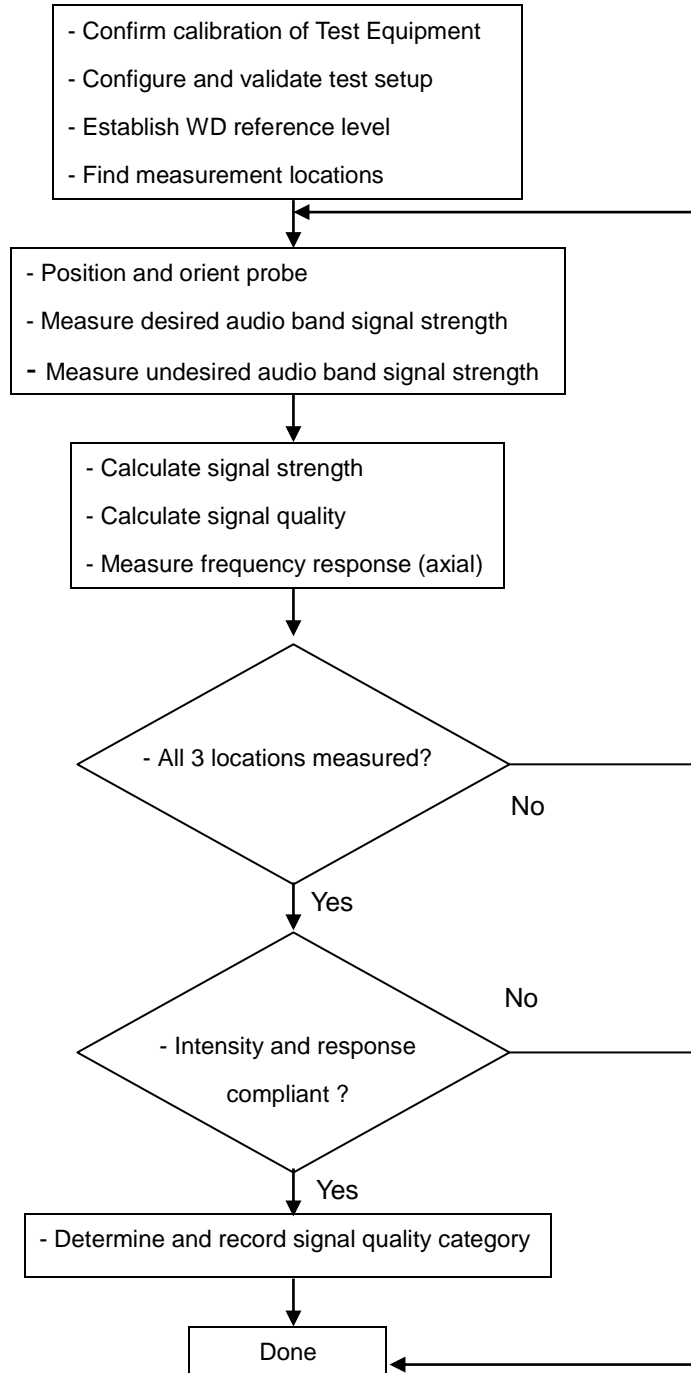 - Confirm calibration of Test Equipment
- Configure and validate test setup
- Establish WD reference level
- Find measurement locations
- Position and orient probe
- Measure desired audio band signal strength
- Measure undesired audio band signal strength
- Calculate signal strength
- Calculate signal quality
- Measure frequency response (axial)
- All 3 locations measured?
No
Yes
No
- Intensity and response
compliant ?
Yes
- Determine and record signal quality category
Done